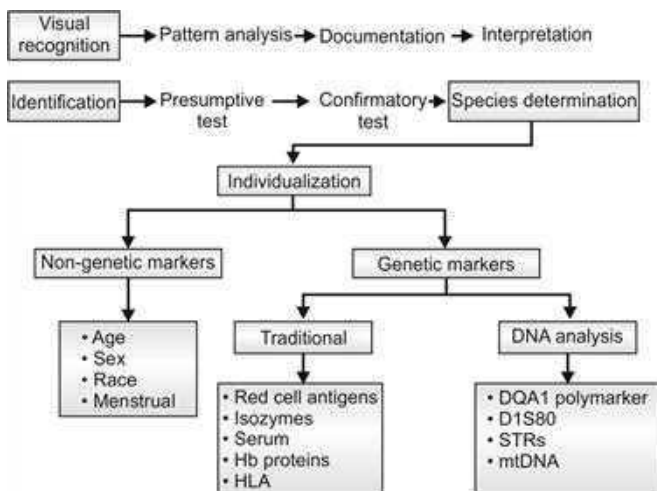 Visual
recognition
Pattern analysis
Documentation
Interpretation
Identification
Presumptive
test
Confirmatory
test
Species determination
Individualization
Non-genetic markers
Genetic markers
• Age
• Sex
• Race
• Menstrual
Traditional
DNA analysis
• Red cell antigens
• Isozymes
• Serum
• Hb proteins
• HLA
• DQA1 polymarker
• D1S80
• STRs
• mtDNA